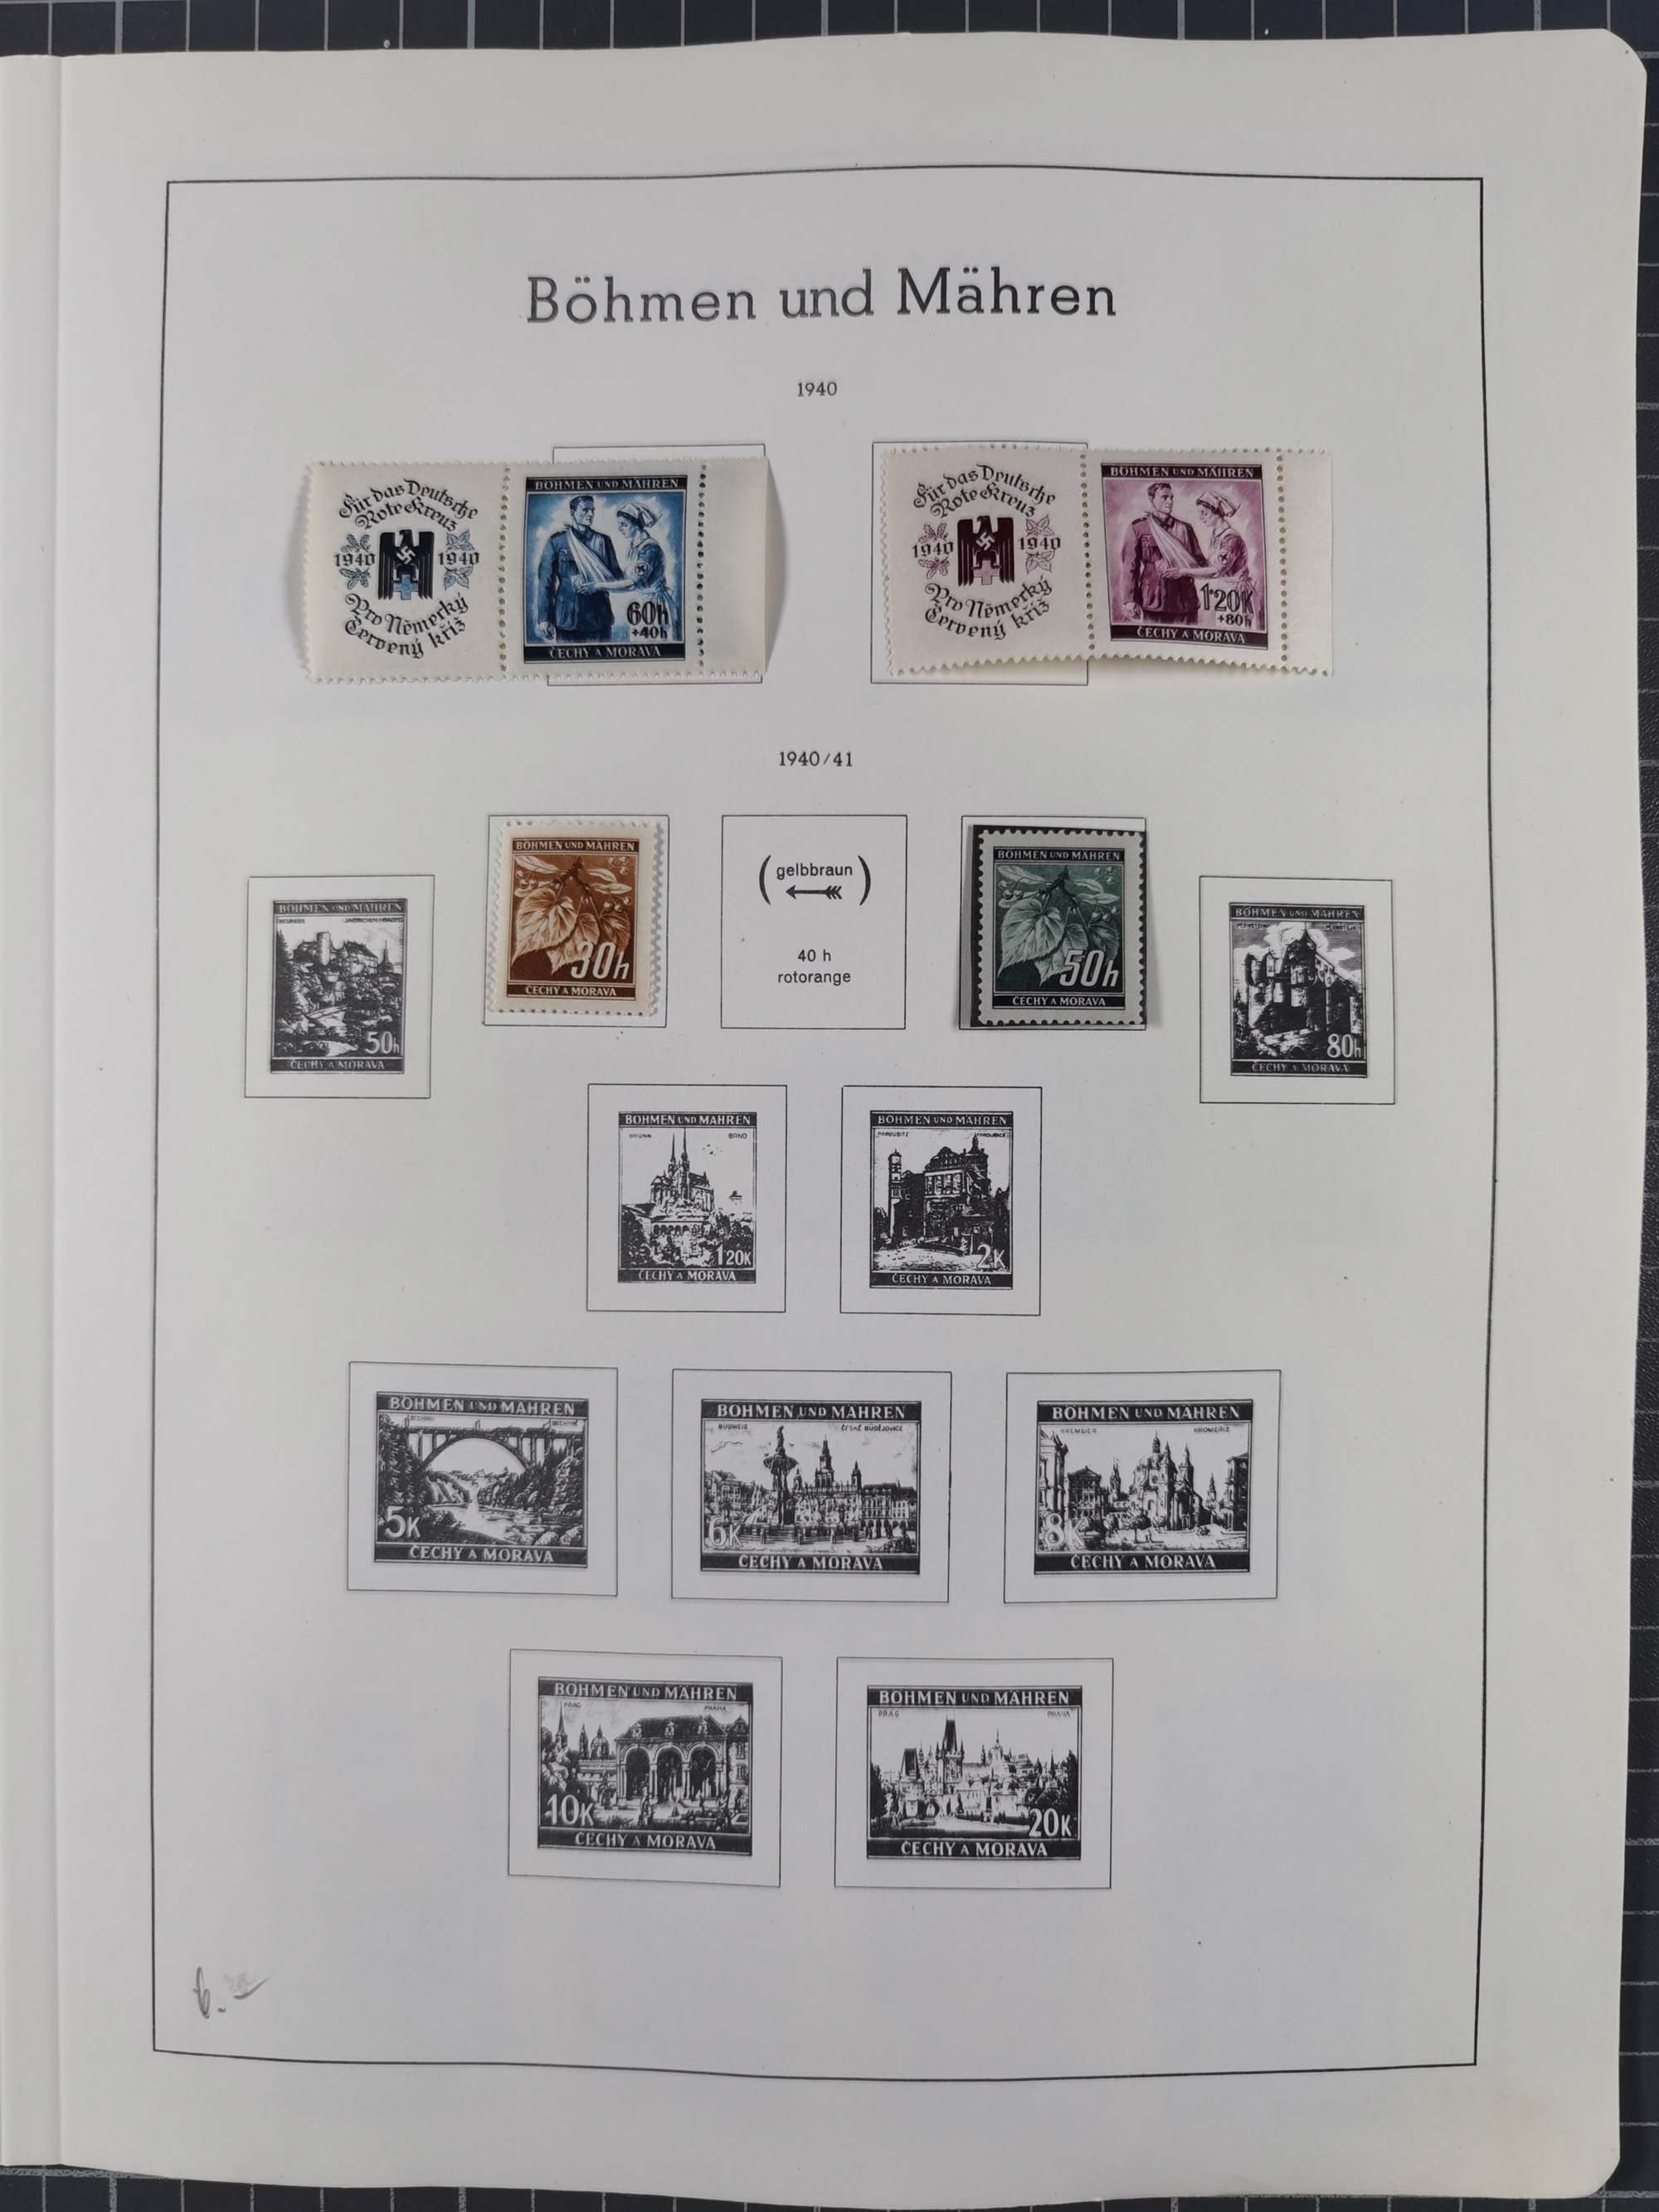 Böhmen und Mähren
1940
Für das Deutsche
Rote Kreuz
1940 1940
Pro Německý
Červený kříž
BÖHMEN UND MÄHREN
60h
+40h
ČECHY A MORAVA
Für das Deutsche
Rote Kreuz
1940 1940
Pro Německý
Červený kříž
BÖHMEN UND MÄHREN
1·20K
+80h
ČECHY A MORAVA
1940/41
BÖHMEN UND MÄHREN
50h
ČECHY A MORAVA
BÖHMEN UND MÄHREN
30h
ČECHY A MORAVA
(gelbbraun)
40 h
rotorange
BÖHMEN UND MÄHREN
50h
ČECHY A MORAVA
BÖHMEN UND MÄHREN
80h
ČECHY A MORAVA
BÖHMEN UND MÄHREN
BRÜNN BRNO
120K
ČECHY A MORAVA
BÖHMEN UND MÄHREN
PARDUBITZ PARDUBICE
2K
ČECHY A MORAVA
BÖHMEN UND MÄHREN
BECHYNĚ
5K
ČECHY A MORAVA
BÖHMEN UND MÄHREN
BUDWEIS ČESKÉ BUDĚJOVICE
6K
ČECHY A MORAVA
BÖHMEN UND MÄHREN
KREMSIER KROMĚŘÍŽ
8K
ČECHY A MORAVA
BÖHMEN UND MÄHREN
PRAG PRAHA
10K
ČECHY A MORAVA
BÖHMEN UND MÄHREN
PRAG PRAHA
20K
ČECHY A MORAVA